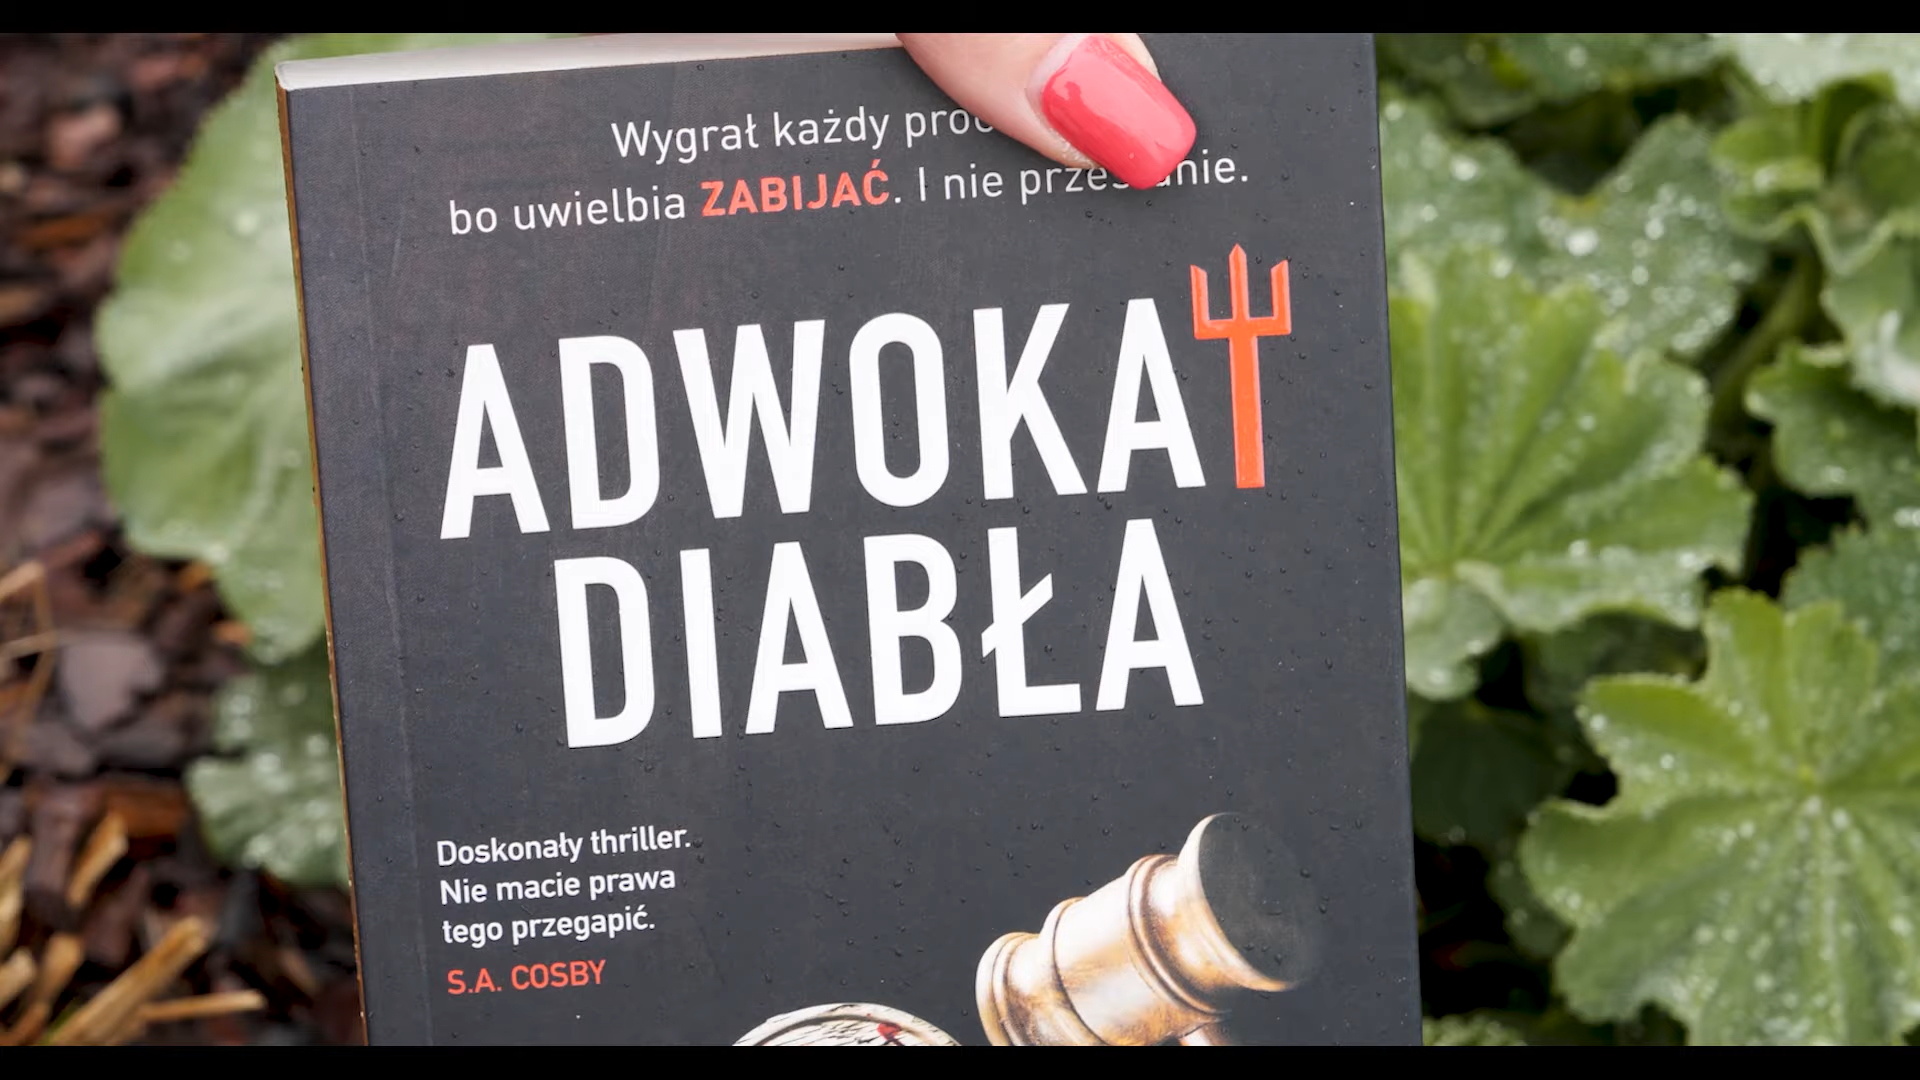 Wygrał każdy
bo uwielbia ZABIJAĆ. I nie
ADWOKAT
DIABŁA
Doskonały thriller.
Nie macie prawa
tego przegapić.
S.A. COSBY